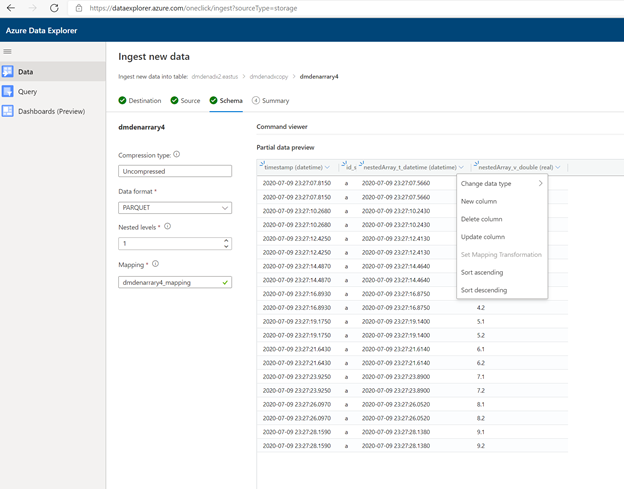 https://dataexplorer.azure.com/oneclick/ingest?sourceType=storage
Azure Data Explorer
Data
Query
Dashboards (Preview)
Ingest new data
Ingest new data into table: dmdenadx2.eastus > dmdenadxcopy > dmdenarrary4
Destination Source Schema 4 Summary
dmdenarrary4
Compression type:
Uncompressed
Data format *
PARQUET
Nested levels *
1
Mapping *
dmdenarrary4_mapping
Command viewer
Partial data preview
timestamp (datetime) id_s nestedArray_t_datetime (datetime) nestedArray_v_double (real)
2020-07-09 23:27:07.8150 a 2020-07-09 23:27:07.5660
2020-07-09 23:27:07.8150 a 2020-07-09 23:27:07.5660
2020-07-09 23:27:10.2680 a 2020-07-09 23:27:10.2430
2020-07-09 23:27:10.2680 a 2020-07-09 23:27:10.2430
2020-07-09 23:27:12.4250 a 2020-07-09 23:27:12.4130
2020-07-09 23:27:12.4250 a 2020-07-09 23:27:12.4130
2020-07-09 23:27:14.4870 a 2020-07-09 23:27:14.4640
2020-07-09 23:27:14.4870 a 2020-07-09 23:27:14.4640
2020-07-09 23:27:16.8930 a 2020-07-09 23:27:16.8750
2020-07-09 23:27:16.8930 a 2020-07-09 23:27:16.8750 4.2
2020-07-09 23:27:19.1750 a 2020-07-09 23:27:19.1400 5.1
2020-07-09 23:27:19.1750 a 2020-07-09 23:27:19.1400 5.2
2020-07-09 23:27:21.6430 a 2020-07-09 23:27:21.6140 6.1
2020-07-09 23:27:21.6430 a 2020-07-09 23:27:21.6140 6.2
2020-07-09 23:27:23.9250 a 2020-07-09 23:27:23.8900 7.1
2020-07-09 23:27:23.9250 a 2020-07-09 23:27:23.8900 7.2
2020-07-09 23:27:26.0970 a 2020-07-09 23:27:26.0520 8.1
2020-07-09 23:27:26.0970 a 2020-07-09 23:27:26.0520 8.2
2020-07-09 23:27:28.1590 a 2020-07-09 23:27:28.1380 9.1
2020-07-09 23:27:28.1590 a 2020-07-09 23:27:28.1380 9.2
Change data type
New column
Delete column
Update column
Set Mapping Transformation
Sort ascending
Sort descending